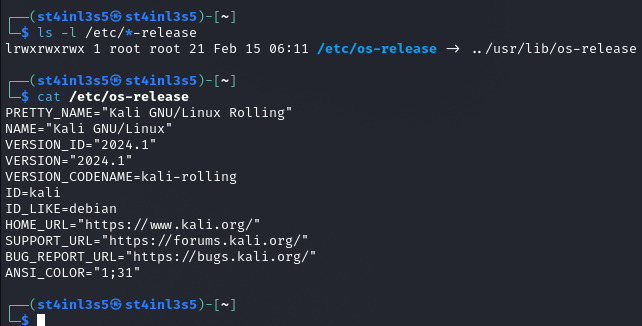 ┌──(st4inl3s5㉿st4inl3s5)-[~]
└─$ ls -l /etc/*-release
lrwxrwxrwx 1 root root 21 Feb 15 06:11 /etc/os-release -> ../usr/lib/os-release
┌──(st4inl3s5㉿st4inl3s5)-[~]
└─$ cat /etc/os-release
PRETTY_NAME="Kali GNU/Linux Rolling"
NAME="Kali GNU/Linux"
VERSION_ID="2024.1"
VERSION="2024.1"
VERSION_CODENAME=kali-rolling
ID=kali
ID_LIKE=debian
HOME_URL="https://www.kali.org/"
SUPPORT_URL="https://forums.kali.org/"
BUG_REPORT_URL="https://bugs.kali.org/"
ANSI_COLOR="1;31"
┌──(st4inl3s5㉿st4inl3s5)-[~]
└─$